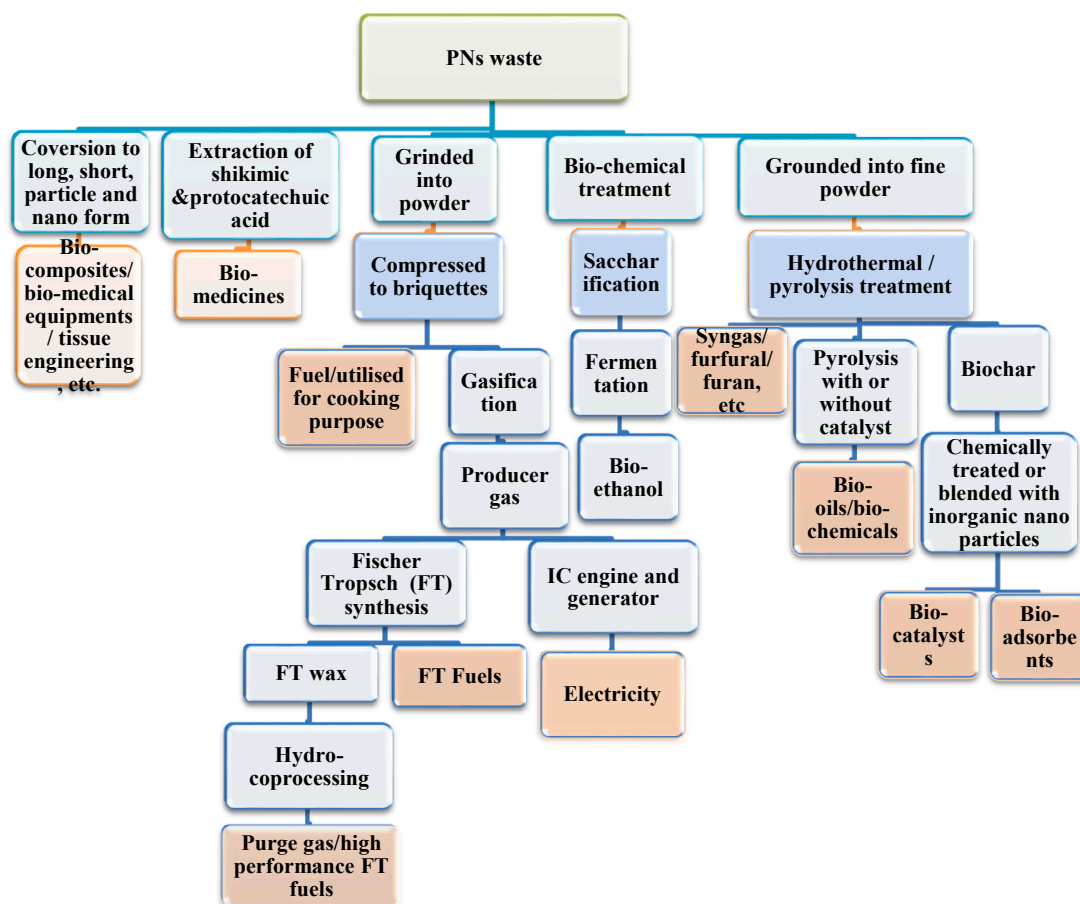 PNs waste
Coversion to
long, short,
particle and
nano form
Extraction of
shikimic
&protocatechuic
acid
Grinded
into
powder
Bio-chemical
treatment
Grounded into fine
powder
Bio-
composites/
bio-medical
equipments
/ tissue
engineering
, etc.
Bio-
medicines
Compressed
to briquettes
Sacchar
ification
Hydrothermal /
pyrolysis treatment
Fuel/utilised
for cooking
purpose
Gasifica
tion
Fermen
tation
Syngas/
furfural/
furan,
etc
Pyrolysis
with or
without
catalyst
Biochar
Producer
gas
Bio-
ethanol
Bio-
oils/bio-
chemicals
Chemically
treated or
blended with
inorganic nano
particles
Fischer
Tropsch (FT)
synthesis
IC engine and
generator
Bio-
catalyst
s
Bio-
adsorbe
nts
FT wax
FT Fuels
Electricity
Hydro-
coprocessing
Purge gas/high
performance FT
fuels